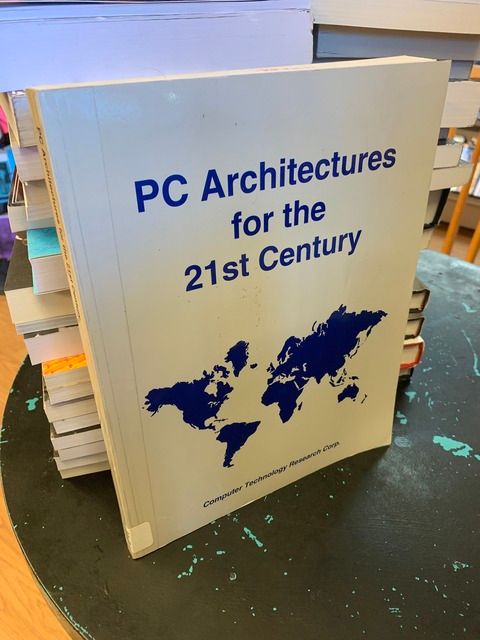 PC Architectures
for the
21st Century
Computer Technology Research Corp.